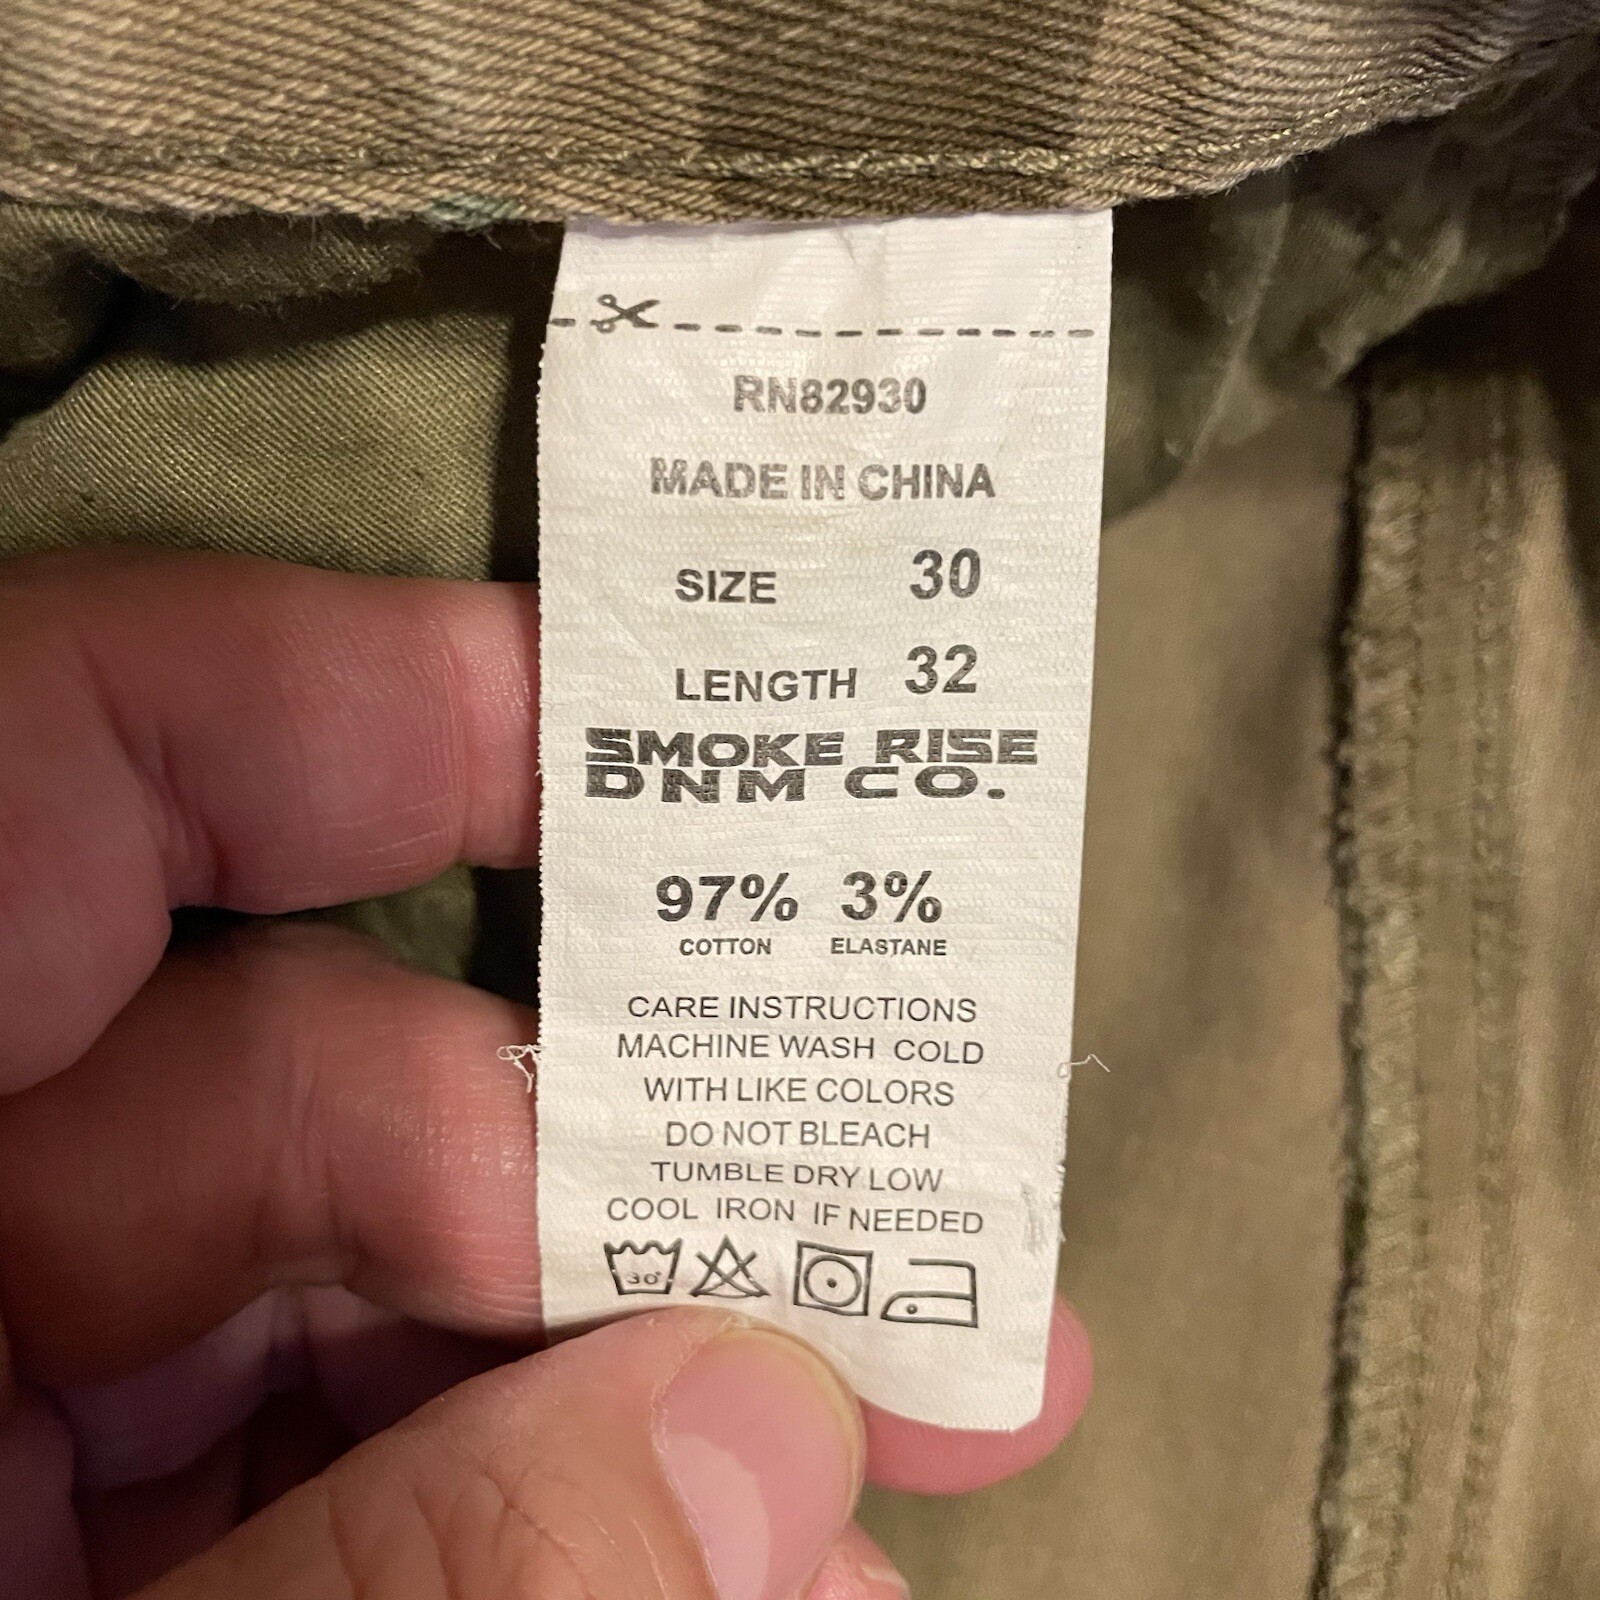 RN82930
MADE IN CHINA
SIZE 30
LENGTH 32
SMOKE RISE
DNM CO.
97% 3%
COTTON ELASTANE
CARE INSTRUCTIONS
MACHINE WASH COLD
WITH LIKE COLORS
DO NOT BLEACH
TUMBLE DRY LOW
COOL IRON IF NEEDED
30°